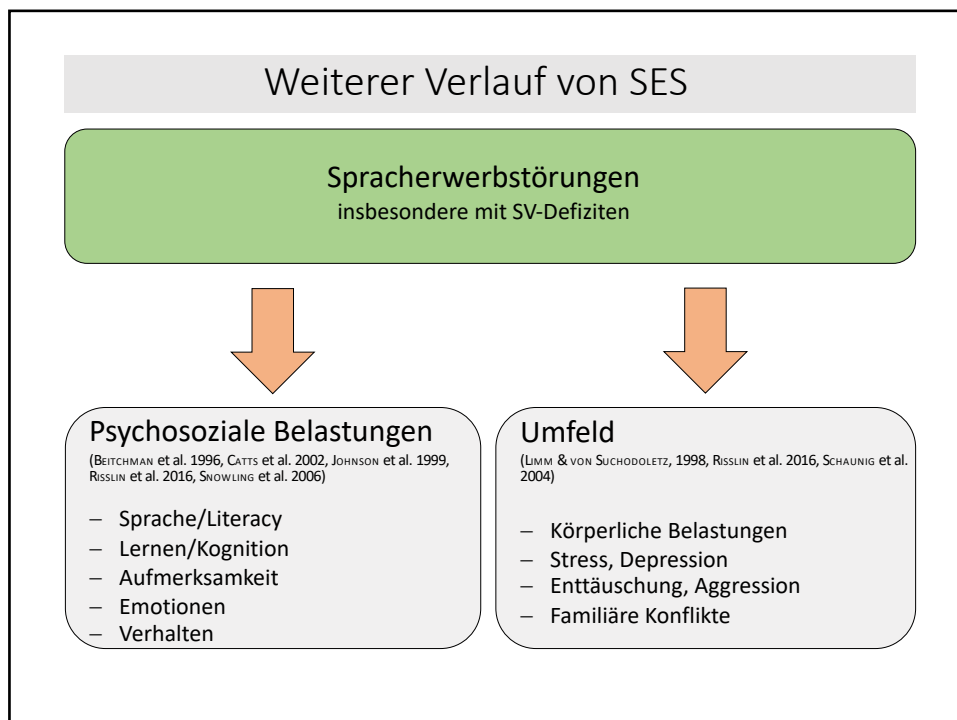 Weiterer Verlauf von SES
Spracherwerbstörungen
insbesondere mit SV-Defiziten
Psychosoziale Belastungen
(BEITCHMAN et al. 1996, CATTS et al. 2002, JOHNSON et al. 1999,
RISSLIN et al. 2016, SNOWLING et al. 2006)
– Sprache/Literacy
– Lernen/Kognition
– Aufmerksamkeit
– Emotionen
– Verhalten
Umfeld
(LIMM & VON SUCHODOLETZ, 1998, RISSLIN et al. 2016, SCHAUNIG et al.
2004)
– Körperliche Belastungen
– Stress, Depression
– Enttäuschung, Aggression
– Familiäre Konflikte